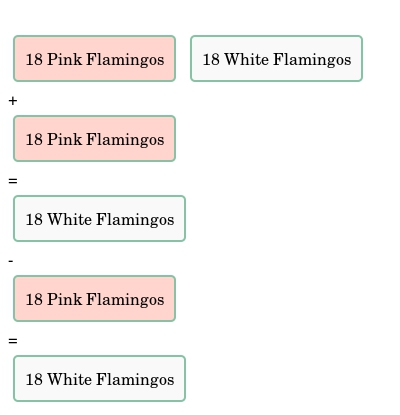 18 Pink Flamingos 18 White Flamingos
+
18 Pink Flamingos
=
18 White Flamingos
-
18 Pink Flamingos
=
18 White Flamingos